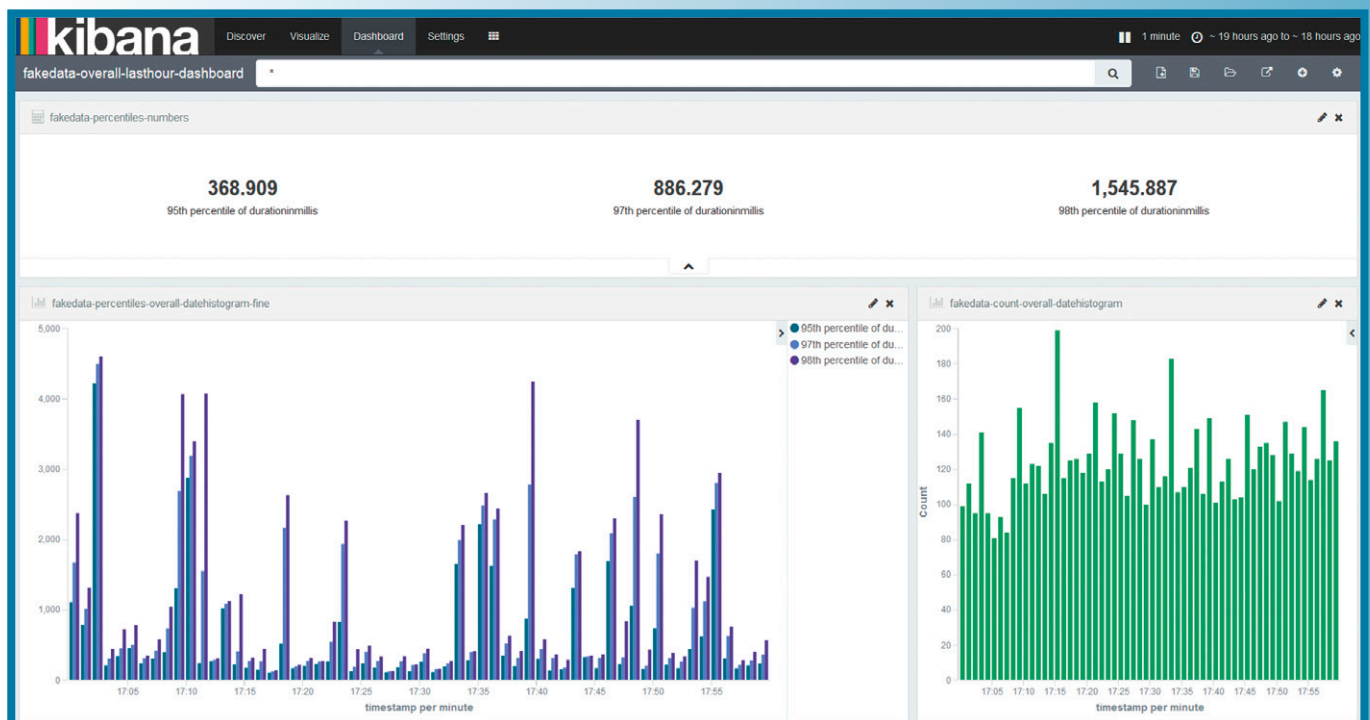 kibana Discover Visualize Dashboard Settings 1 minute ~ 19 hours ago to ~ 18 hours ago
fakedata-overall-lasthour-dashboard *
fakedata-percentiles-numbers
368.909 886.279 1,545.887
95th percentile of durationinmillis 97th percentile of durationinmillis 98th percentile of durationinmillis
fakedata-percentiles-overall-datehistogram-fine
5,000
4,000
3,000
2,000
1,000
0
17:05 17:10 17:15 17:20 17:25 17:30 17:35 17:40 17:45 17:50 17:55
timestamp per minute
95th percentile of du...
97th percentile of du...
98th percentile of du...
fakedata-count-overall-datehistogram
200
180
160
140
120
100
80
60
40
20
0
Count
17:05 17:10 17:15 17:20 17:25 17:30 17:35 17:40 17:45 17:50 17:55
timestamp per minute